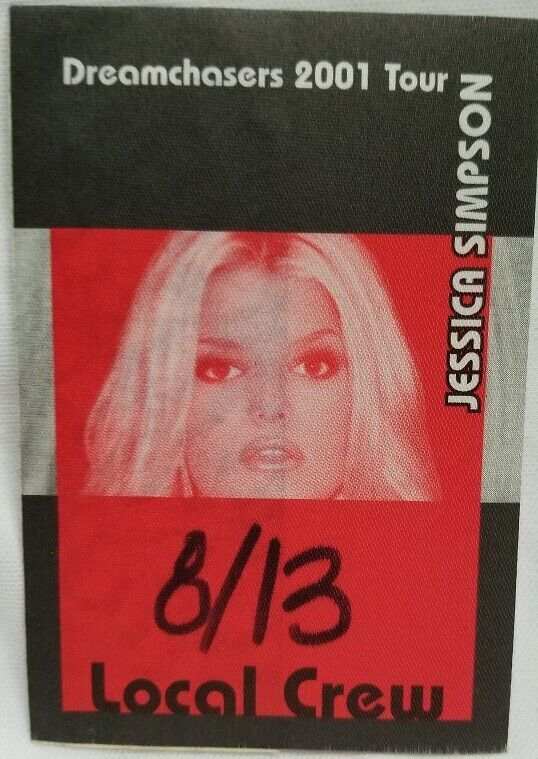 Dreamchasers 2001 Tour
JESSICA SIMPSON
8/13
Local Crew